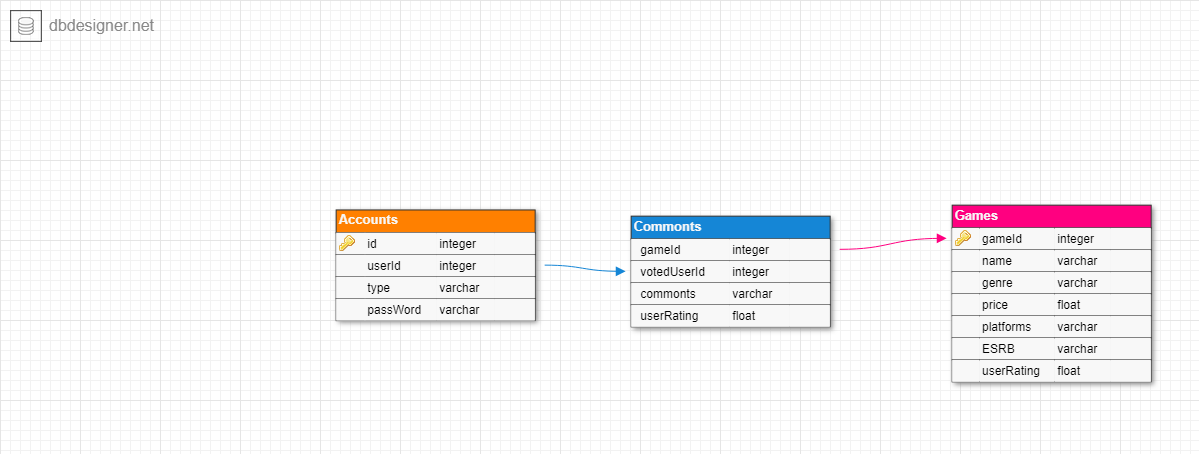 dbdesigner.net
Accounts
id integer
userId integer
type varchar
passWord varchar
Commonts
gameId integer
votedUserId integer
commonts varchar
userRating float
Games
gameId integer
name varchar
genre varchar
price float
platforms varchar
ESRB varchar
userRating float